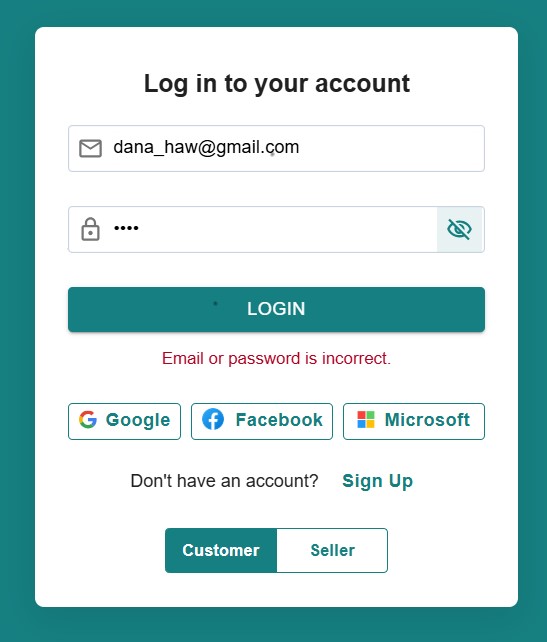 Log in to your account
dana_haw@gmail.com
••••
LOGIN
Email or password is incorrect.
Google Facebook Microsoft
Don't have an account? Sign Up
Customer Seller